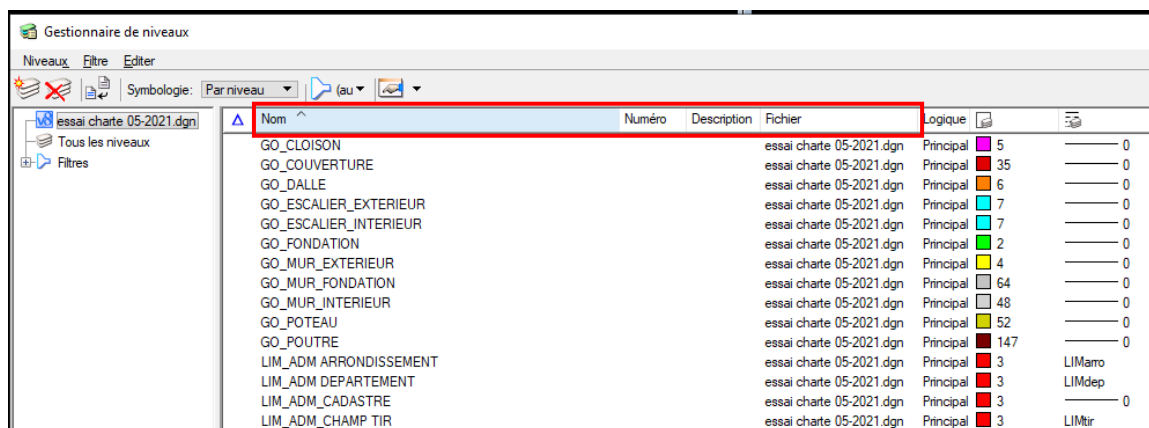 Gestionnaire de niveaux
Niveaux Filtre Editer
Symbologie: Par niveau (au
V8 essai charte 05-2021.dgn
Tous les niveaux
Filtres
Nom Numéro Description Fichier Logique
GO_CLOISON essai charte 05-2021.dgn Principal 5 0
GO_COUVERTURE essai charte 05-2021.dgn Principal 35 0
GO_DALLE essai charte 05-2021.dgn Principal 6 0
GO_ESCALIER_EXTERIEUR essai charte 05-2021.dgn Principal 7 0
GO_ESCALIER_INTERIEUR essai charte 05-2021.dgn Principal 7 0
GO_FONDATION essai charte 05-2021.dgn Principal 2 0
GO_MUR_EXTERIEUR essai charte 05-2021.dgn Principal 4 0
GO_MUR_FONDATION essai charte 05-2021.dgn Principal 64 0
GO_MUR_INTERIEUR essai charte 05-2021.dgn Principal 48 0
GO_POTEAU essai charte 05-2021.dgn Principal 52 0
GO_POUTRE essai charte 05-2021.dgn Principal 147 0
LIM_ADM ARRONDISSEMENT essai charte 05-2021.dgn Principal 3 LIMarro
LIM_ADM DEPARTEMENT essai charte 05-2021.dgn Principal 3 LIMdep
LIM_ADM_CADASTRE essai charte 05-2021.dgn Principal 3 0
LIM_ADM_CHAMP TIR essai charte 05-2021.dgn Principal 3 LIMtir